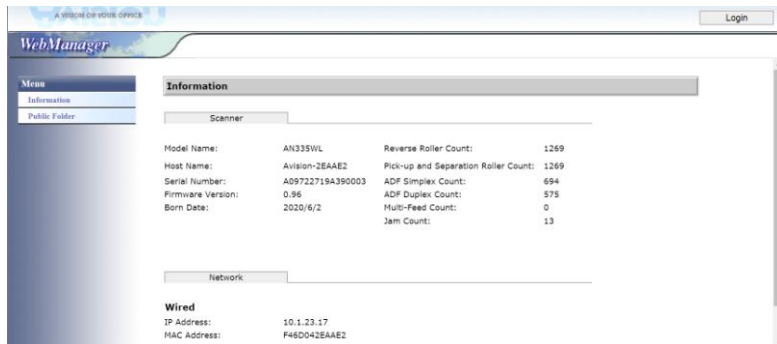 A VISION OF YOUR OFFICE
Login
WebManager
Menu
Information
Public Folder
Information
Scanner
Model Name: AN335WL Reverse Roller Count: 1269
Host Name: Avision-2EAAE2 Pick-up and Separation Roller Count: 1269
Serial Number: A09722719A390003 ADF Simplex Count: 694
Firmware Version: 0.96 ADF Duplex Count: 575
Born Date: 2020/6/2 Multi-Feed Count: 0
Jam Count: 13
Network
Wired
IP Address: 10.1.23.17
MAC Address: F46D042EAAE2